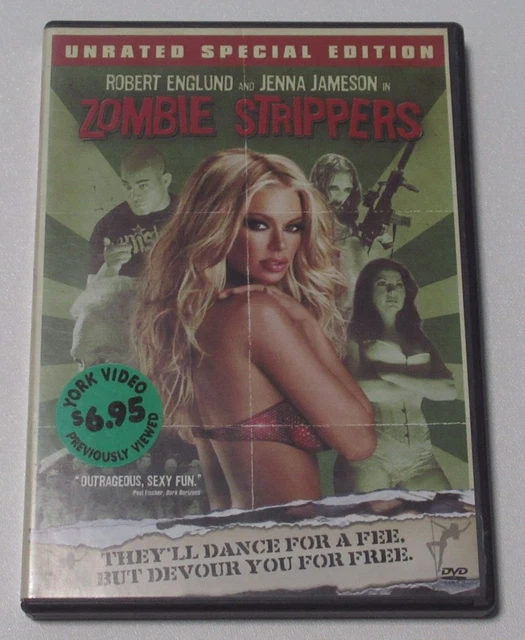 UNRATED SPECIAL EDITION
ROBERT ENGLUND AND JENNA JAMESON IN
ZOMBIE STRIPPERS
YORK VIDEO
$6.95
PREVIOUSLY VIEWED
"OUTRAGEOUS, SEXY FUN."
THEY'LL DANCE FOR A FEE,
BUT DEVOUR YOU FOR FREE.
DVD